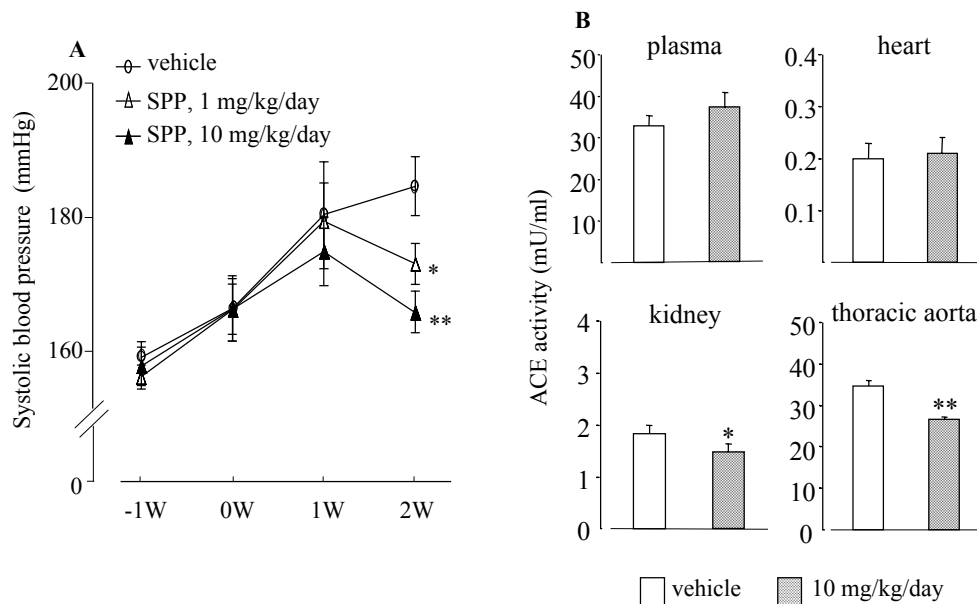 A
vehicle
SPP, 1 mg/kg/day
SPP, 10 mg/kg/day
Systolic blood pressure (mmHg)
200
180
160
0
*
**
-1W 0W 1W 2W
B
ACE activity (mU/ml)
plasma
50
40
30
20
10
heart
0.4
0.3
0.2
0.1
kidney
4
3
2
1
0
*
thoracic aorta
50
40
30
20
10
0
**
vehicle 10 mg/kg/day